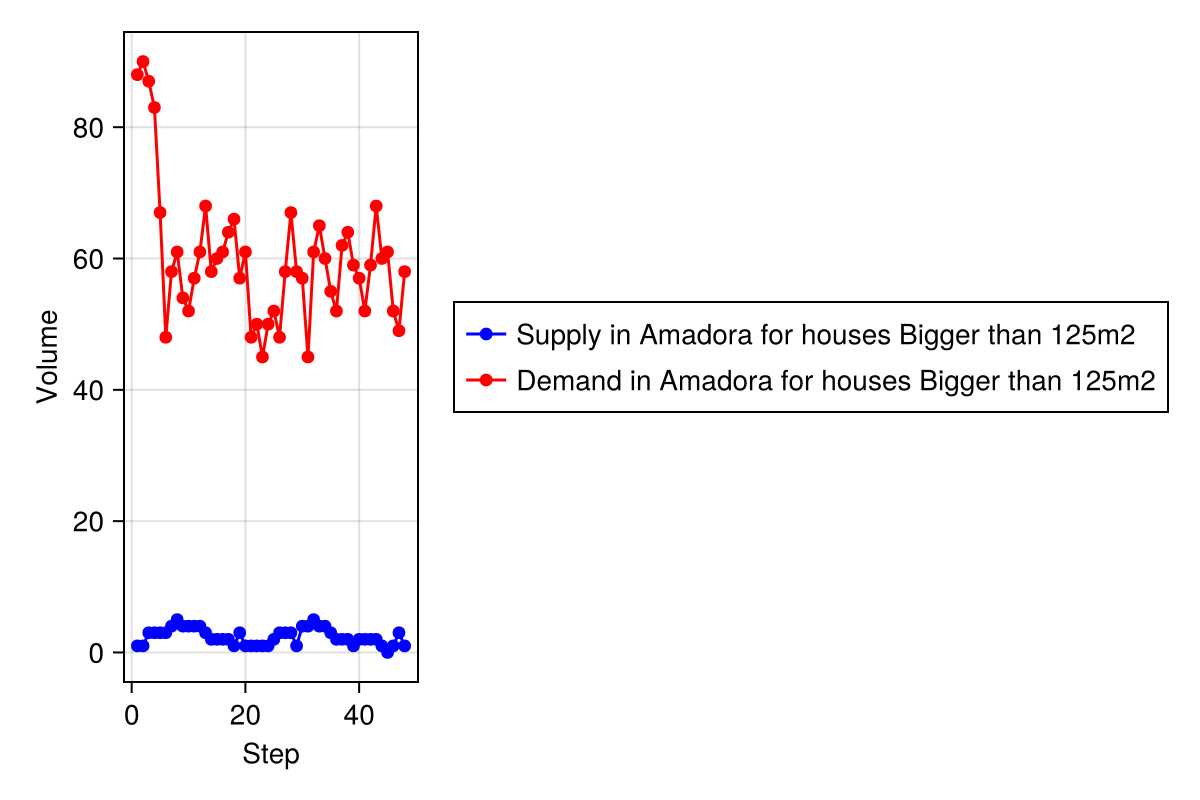 80
60
40
20
0
Volume
0 20 40
Step
Supply in Amadora for houses Bigger than 125m2
Demand in Amadora for houses Bigger than 125m2